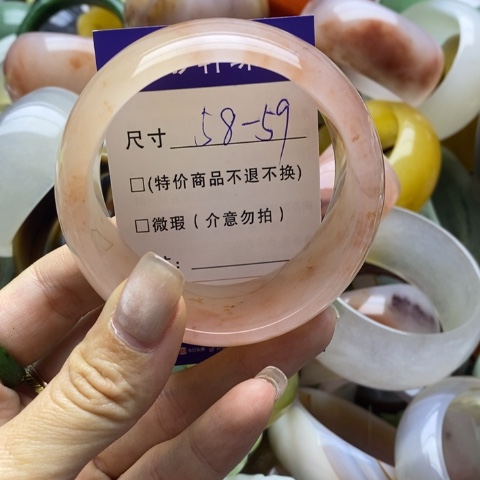 尺寸 58-59
□(特价商品不退不换)
□微瑕（介意勿拍）